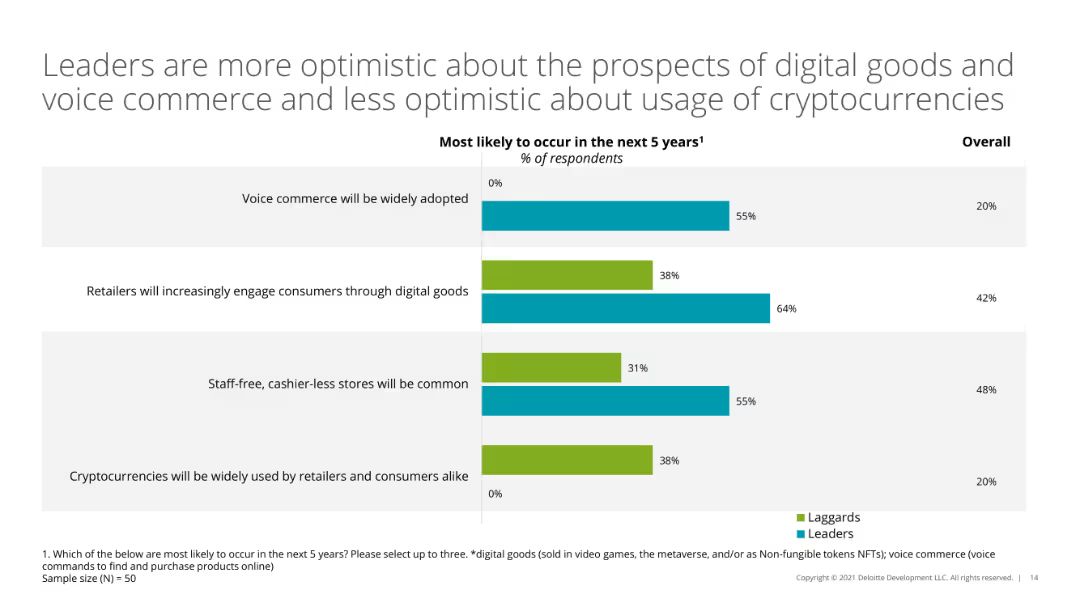 Leaders are more optimistic about the prospects of digital goods and
voice commerce and less optimistic about usage of cryptocurrencies
Most likely to occur in the next 5 years¹
% of respondents
Overall
Voice commerce will be widely adopted
0%
55%
20%
Retailers will increasingly engage consumers through digital goods
38%
64%
42%
Staff-free, cashier-less stores will be common
31%
55%
48%
Cryptocurrencies will be widely used by retailers and consumers alike
38%
0%
20%
Laggards
Leaders
1. Which of the below are most likely to occur in the next 5 years? Please select up to three. *digital goods (sold in video games, the metaverse, and/or as Non-fungible tokens NFTs); voice commerce (voice
commands to find and purchase products online)
Sample size (N) = 50
Copyright © 2021 Deloitte Development LLC. All rights reserved. | 14